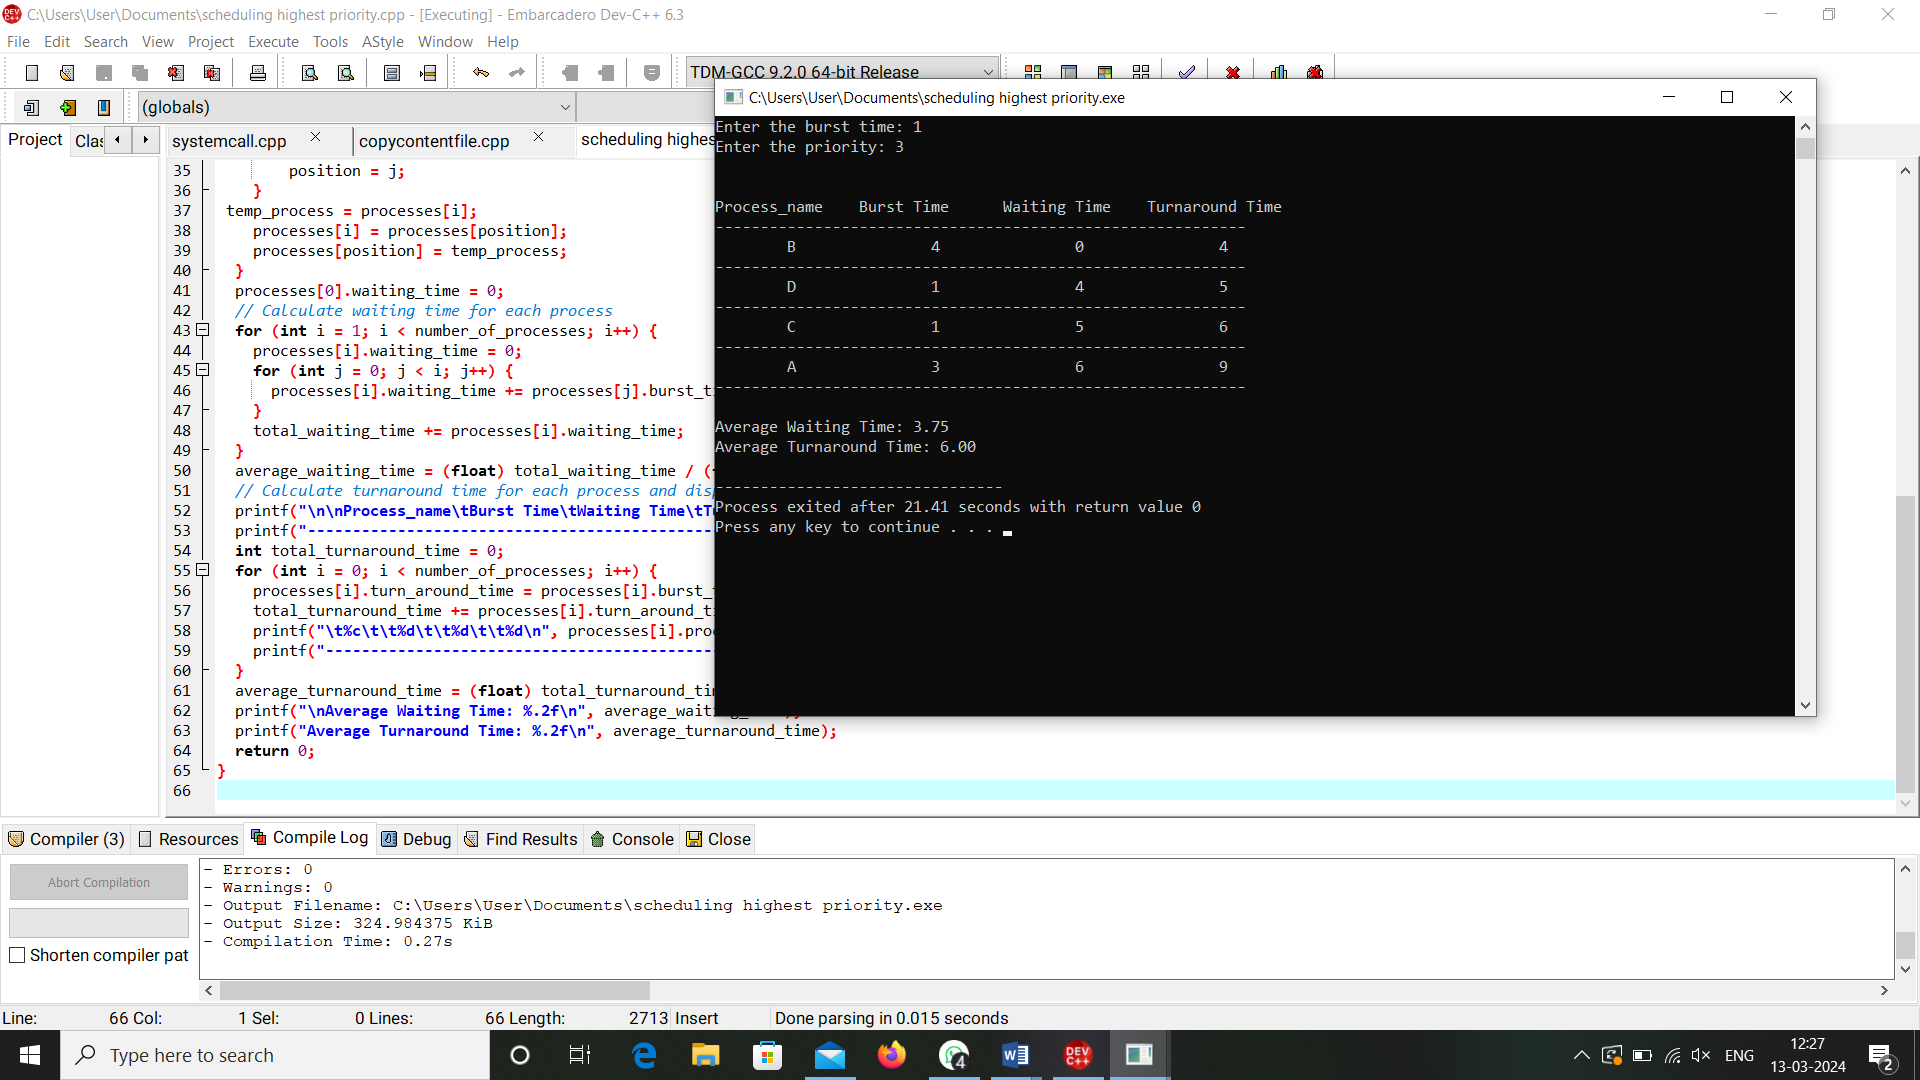 C:\Users\User\Documents\scheduling highest priority.cpp - [Executing] - Embarcadero Dev-C++ 6.3
File Edit Search View Project Execute Tools AStyle Window Help
TDM-GCC 9.2.0 64-bit Release
(globals)
Project Clas
systemcall.cpp copycontentfile.cpp scheduling highes
35 position = j;
36 }
37 temp_process = processes[i];
38 processes[i] = processes[position];
39 processes[position] = temp_process;
40 }
41 processes[0].waiting_time = 0;
42 // Calculate waiting time for each process
43 for (int i = 1; i < number_of_processes; i++) {
44 processes[i].waiting_time = 0;
45 for (int j = 0; j < i; j++) {
46 processes[i].waiting_time += processes[j].burst_ti
47 }
48 total_waiting_time += processes[i].waiting_time;
49 }
50 average_waiting_time = (float) total_waiting_time / (
51 // Calculate turnaround time for each process and dis
52 printf("\n\nProcess_name\tBurst Time\tWaiting Time\tT
53 printf("---------------------------------------------
54 int total_turnaround_time = 0;
55 for (int i = 0; i < number_of_processes; i++) {
56 processes[i].turn_around_time = processes[i].burst_
57 total_turnaround_time += processes[i].turn_around_t
58 printf("\t%c\t\t%d\t\t%d\t\t%d\n", processes[i].pro
59 printf("-------------------------------------------
60 }
61 average_turnaround_time = (float) total_turnaround_ti
62 printf("\nAverage Waiting Time: %.2f\n", average_wait
63 printf("Average Turnaround Time: %.2f\n", average_turnaround_time);
64 return 0;
65 }
66
C:\Users\User\Documents\scheduling highest priority.exe
Enter the burst time: 1
Enter the priority: 3
Process_name Burst Time Waiting Time Turnaround Time
-----------------------------------------------------------
B 4 0 4
-----------------------------------------------------------
D 1 4 5
-----------------------------------------------------------
C 1 5 6
-----------------------------------------------------------
A 3 6 9
-----------------------------------------------------------
Average Waiting Time: 3.75
Average Turnaround Time: 6.00
--------------------------------
Process exited after 21.41 seconds with return value 0
Press any key to continue . . .
Compiler (3) Resources Compile Log Debug Find Results Console Close
Abort Compilation
Shorten compiler pat
- Errors: 0
- Warnings: 0
- Output Filename: C:\Users\User\Documents\scheduling highest priority.exe
- Output Size: 324.984375 KiB
- Compilation Time: 0.27s
Line: 66 Col: 1 Sel: 0 Lines: 66 Length: 2713 Insert Done parsing in 0.015 seconds
Type here to search
DEV C++
4
ENG
12:27
13-03-2024
2